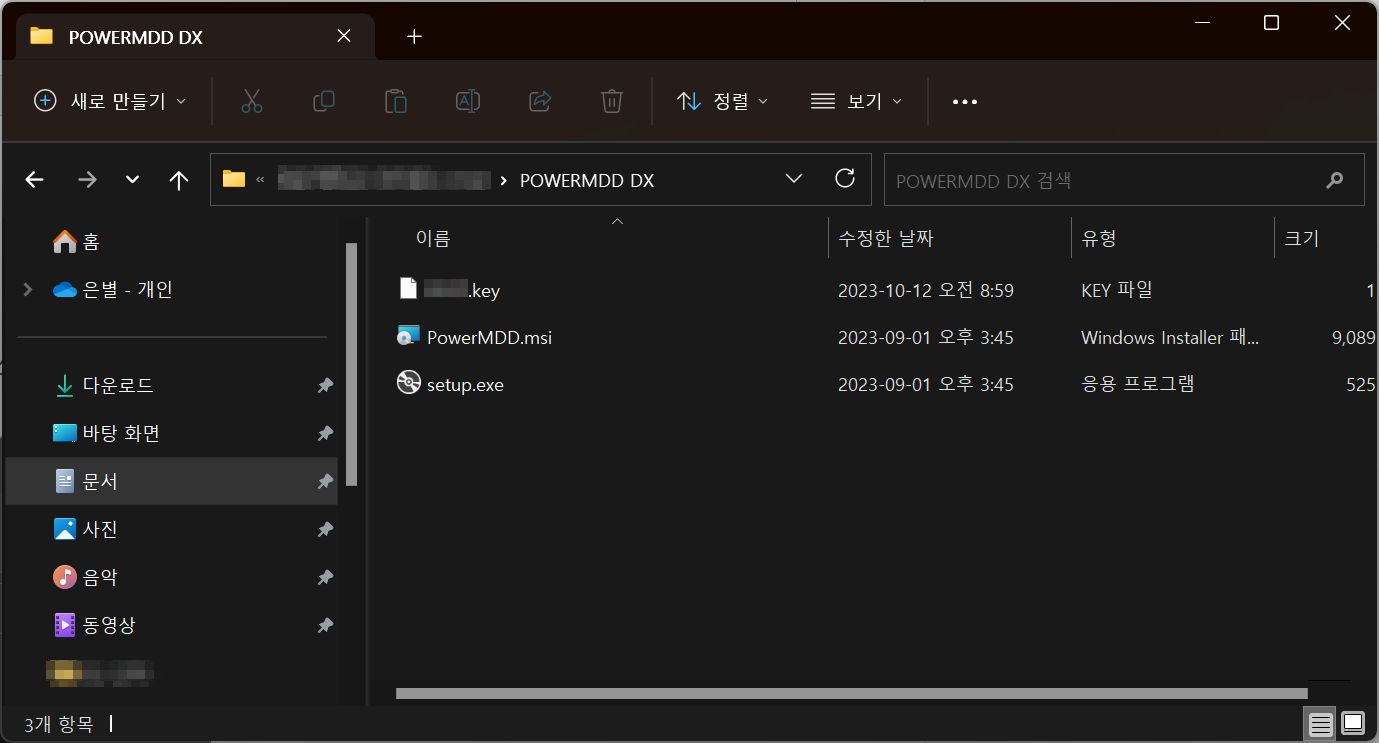 POWERMDD DX
새로 만들기 정렬 보기
« POWERMDD DX POWERMDD DX 검색
이름 수정한 날짜 유형 크기
.key 2023-10-12 오전 8:59 KEY 파일 1
PowerMDD.msi 2023-09-01 오후 3:45 Windows Installer 패... 9,089
setup.exe 2023-09-01 오후 3:45 응용 프로그램 525
홈
은별 - 개인
다운로드
바탕 화면
문서
사진
음악
동영상
3개 항목